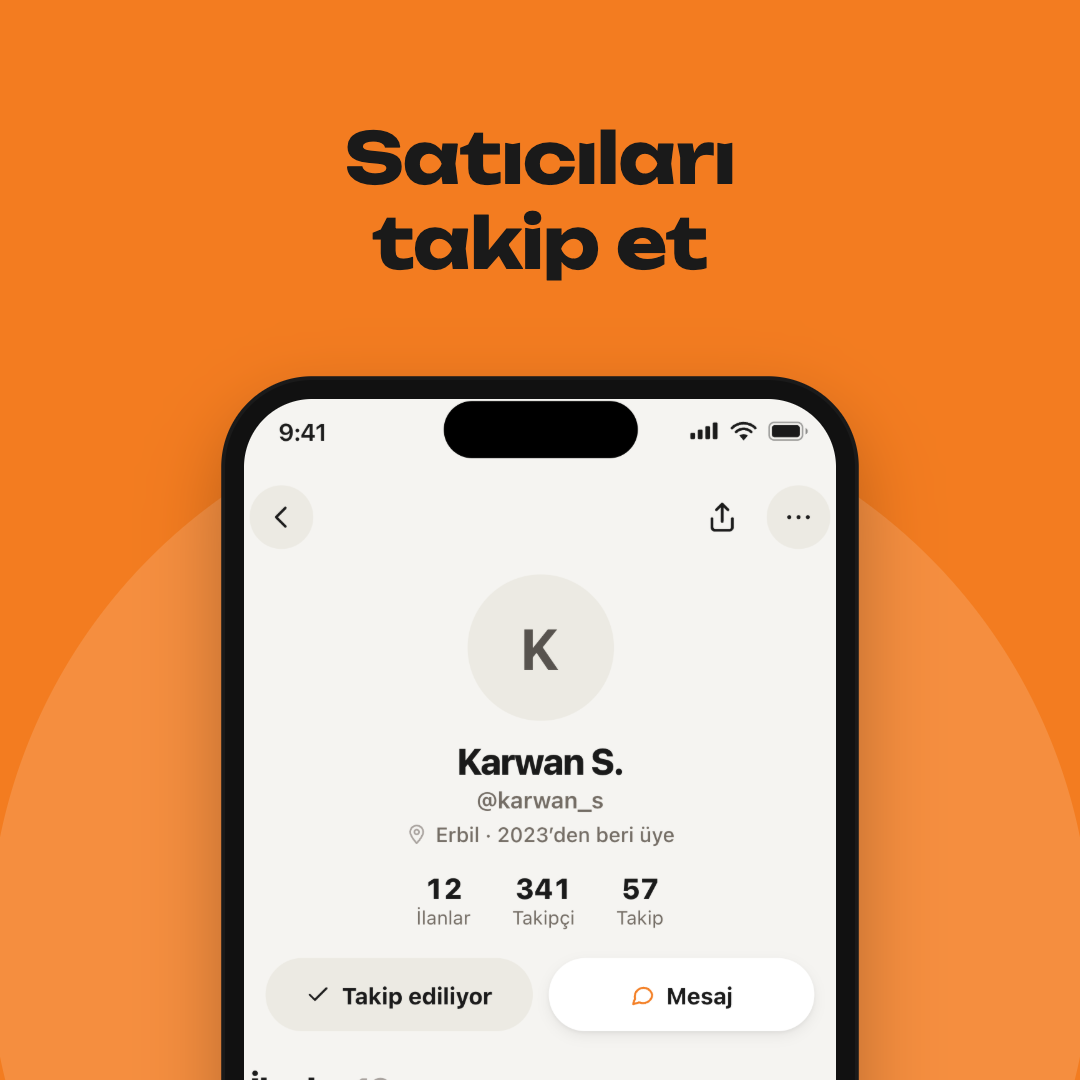 Satıcıları
takip et
9:41
K
Karwan S.
@karwan_s
Erbil · 2023’den beri üye
12 341 57
İlanlar Takipçi Takip
Takip ediliyor Mesaj